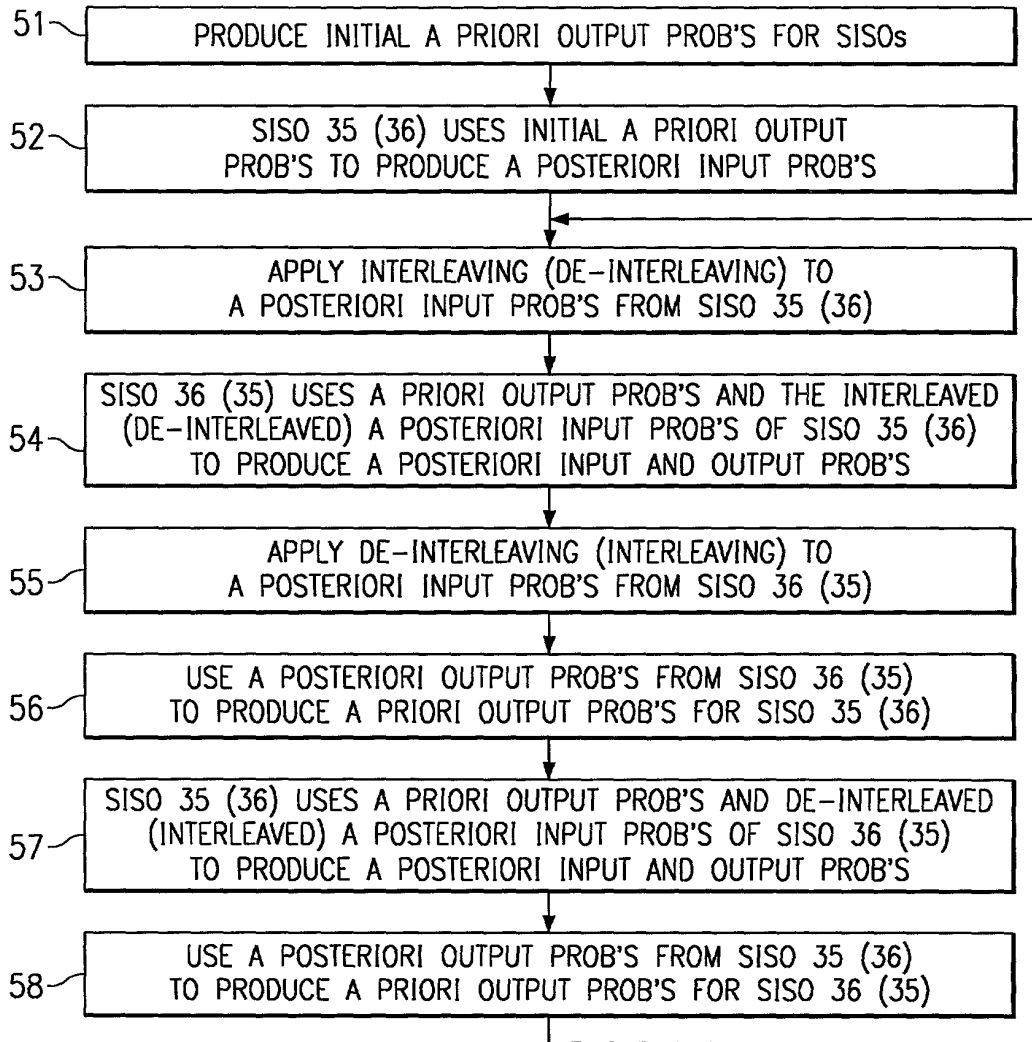 51
PRODUCE INITIAL A PRIORI OUTPUT PROB'S FOR SISOs
52
SISO 35 (36) USES INITIAL A PRIORI OUTPUT
PROB'S TO PRODUCE A POSTERIORI INPUT PROB'S
53
APPLY INTERLEAVING (DE-INTERLEAVING) TO
A POSTERIORI INPUT PROB'S FROM SISO 35 (36)
54
SISO 36 (35) USES A PRIORI OUTPUT PROB'S AND THE INTERLEAVED
(DE-INTERLEAVED) A POSTERIORI INPUT PROB'S OF SISO 35 (36)
TO PRODUCE A POSTERIORI INPUT AND OUTPUT PROB'S
55
APPLY DE-INTERLEAVING (INTERLEAVING) TO
A POSTERIORI INPUT PROB'S FROM SISO 36 (35)
56
USE A POSTERIORI OUTPUT PROB'S FROM SISO 36 (35)
TO PRODUCE A PRIORI OUTPUT PROB'S FOR SISO 35 (36)
57
SISO 35 (36) USES A PRIORI OUTPUT PROB'S AND DE-INTERLEAVED
(INTERLEAVED) A POSTERIORI INPUT PROB'S OF SISO 36 (35)
TO PRODUCE A POSTERIORI INPUT AND OUTPUT PROB'S
58
USE A POSTERIORI OUTPUT PROB'S FROM SISO 35 (36)
TO PRODUCE A PRIORI OUTPUT PROB'S FOR SISO 36 (35)